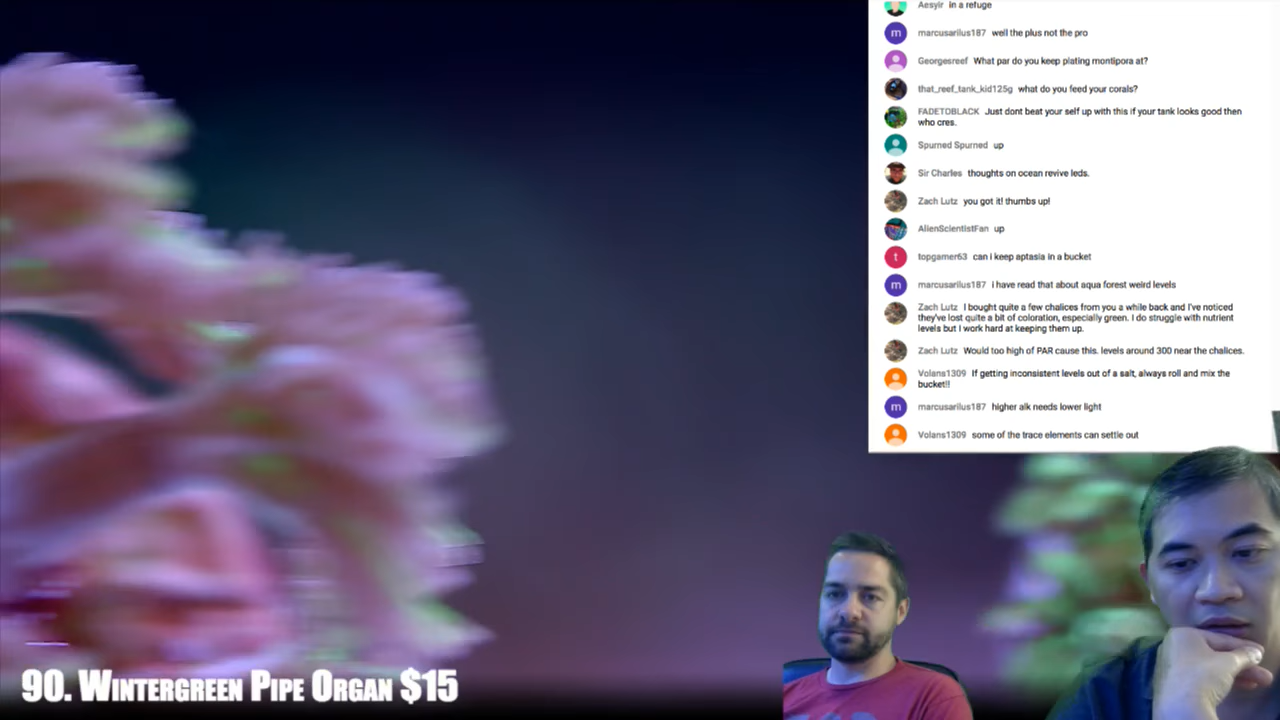 Aesylr in a refuge
m marcusarilus187 well the plus not the pro
Georgesreef What par do you keep plating montipora at?
that_reef_tank_kid125g what do you feed your corals?
FADETOBLACK Just dont beat your self up with this if your tank looks good then
who cres.
Spurned Spurned up
Sir Charles thoughts on ocean revive leds.
Zach Lutz you got it! thumbs up!
AlienScientistFan up
t topgamer63 can i keep aptasia in a bucket
m marcusarilus187 i have read that about aqua forest weird levels
Zach Lutz I bought quite a few chalices from you a while back and I've noticed
they've lost quite a bit of coloration, especially green. I do struggle with nutrient
levels but I work hard at keeping them up.
Zach Lutz Would too high of PAR cause this. levels around 300 near the chalices.
Volans1309 If getting inconsistent levels out of a salt, always roll and mix the
bucket!!
m marcusarilus187 higher alk needs lower light
Volans1309 some of the trace elements can settle out
90. Wintergreen Pipe Organ $15